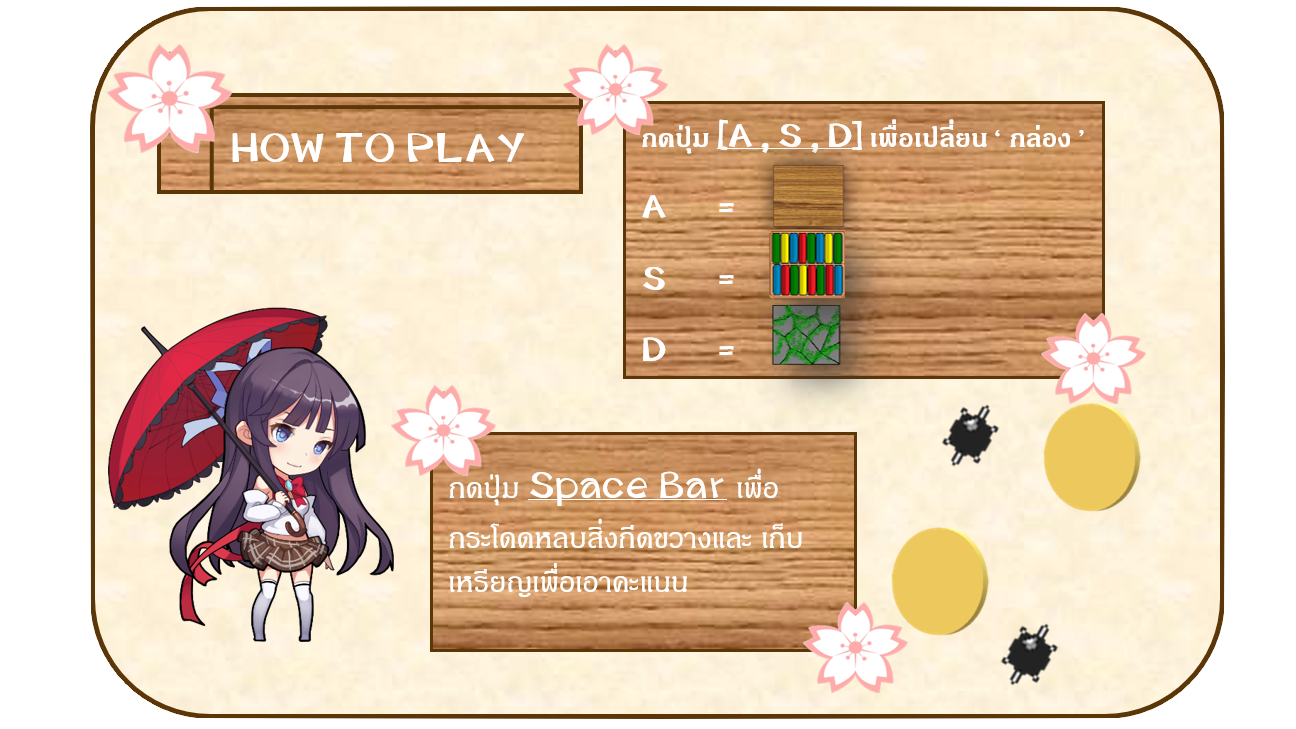 HOW TO PLAY
กดปุ่ม [A , S , D] เพื่อเปลี่ยน ‘ กล่อง ’
A =
S =
D =
กดปุ่ม Space Bar เพื่อ
กระโดดหลบสิ่งกีดขวางและ เก็บ
เหรียญเพื่อเอาคะแนน